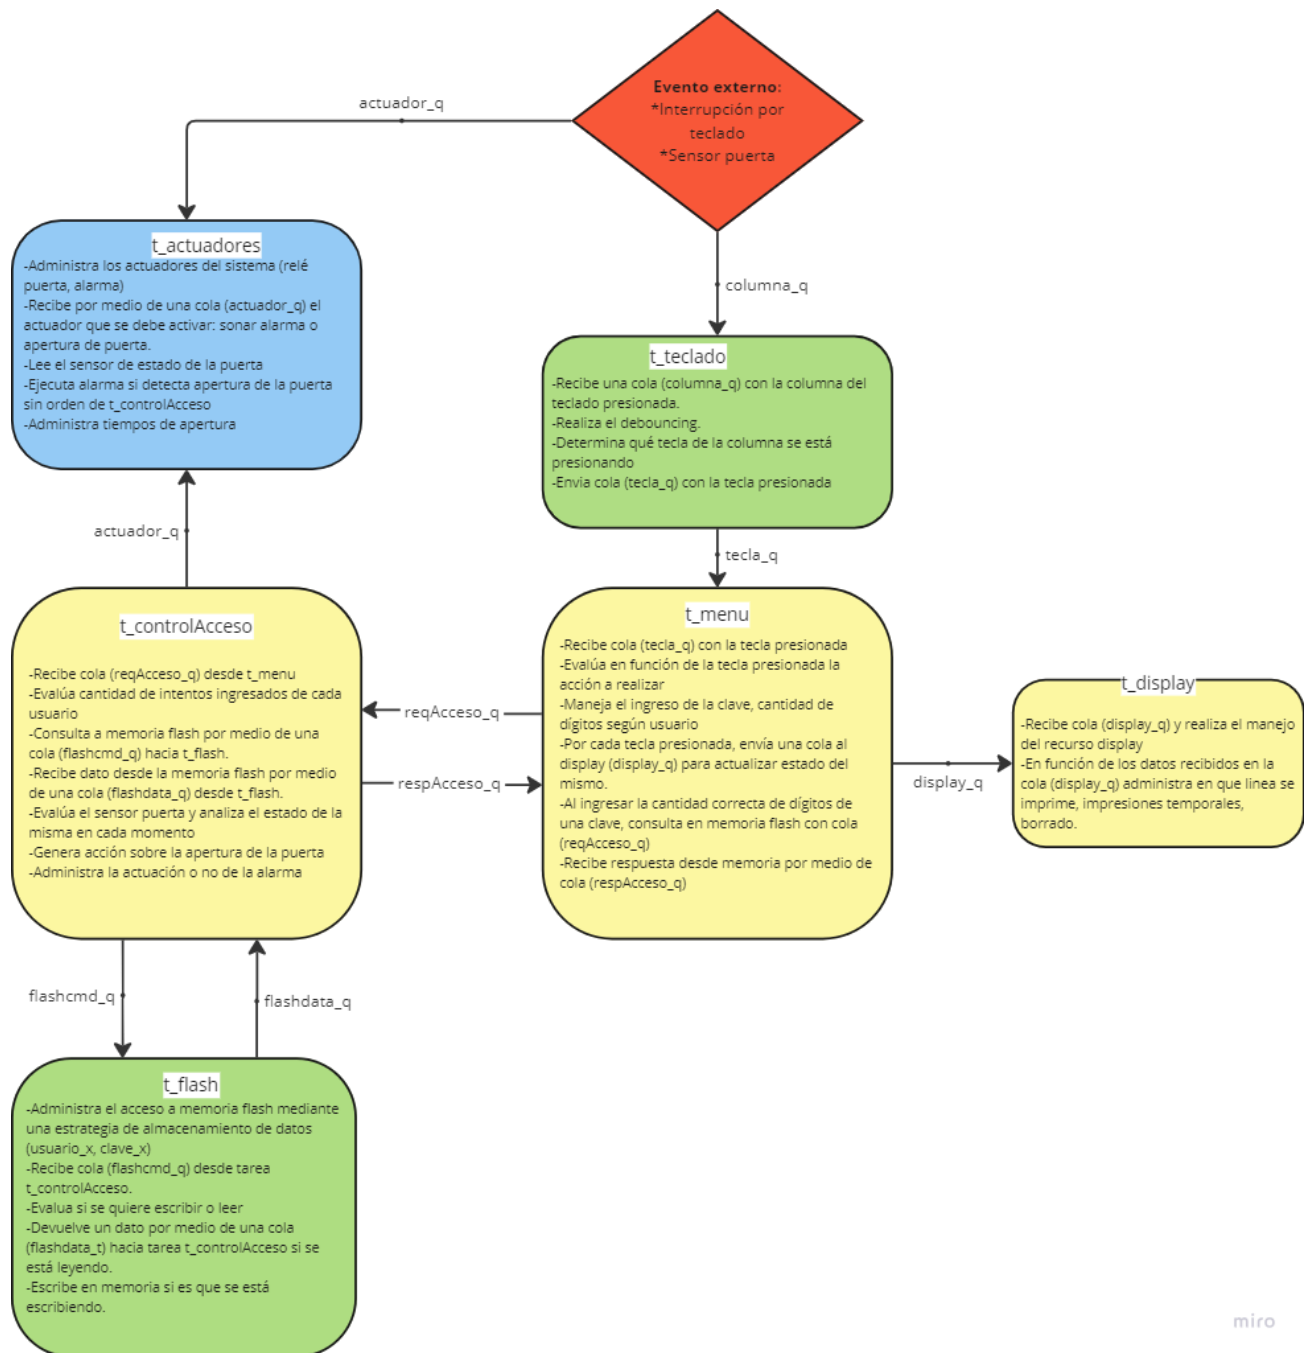 Evento externo:
*Interrupción por
teclado
*Sensor puerta
actuador_q
columna_q
t_actuadores
-Administra los actuadores del sistema (relé
puerta, alarma)
-Recibe por medio de una cola (actuador_q) el
actuador que se debe activar: sonar alarma o
apertura de puerta.
-Lee el sensor de estado de la puerta
-Ejecuta alarma si detecta apertura de la puerta
sin orden de t_controlAcceso
-Administra tiempos de apertura
t_teclado
-Recibe una cola (columna_q) con la columna del
teclado presionada.
-Realiza el debouncing.
-Determina qué tecla de la columna se está
presionando
-Envia cola (tecla_q) con la tecla presionada
actuador_q
tecla_q
t_controlAcceso
-Recibe cola (reqAcceso_q) desde t_menu
-Evalúa cantidad de intentos ingresados de cada
usuario
-Consulta a memoria flash por medio de una
cola (flashcmd_q) hacia t_flash.
-Recibe dato desde la memoria flash por medio
de una cola (flashdata_q) desde t_flash.
-Evalúa el sensor puerta y analiza el estado de la
misma en cada momento
-Genera acción sobre la apertura de la puerta
-Administra la actuación o no de la alarma
reqAcceso_q
respAcceso_q
t_menu
-Recibe cola (tecla_q) con la tecla presionada
-Evalúa en función de la tecla presionada la
acción a realizar
-Maneja el ingreso de la clave, cantidad de
dígitos según usuario
-Por cada tecla presionada, envía una cola al
display (display_q) para actualizar estado del
mismo.
-Al ingresar la cantidad correcta de dígitos de
una clave, consulta en memoria flash con cola
(reqAcceso_q)
-Recibe respuesta desde memoria por medio de
cola (respAcceso_q)
display_q
t_display
-Recibe cola (display_q) y realiza el manejo
del recurso display
-En función de los datos recibidos en la
cola (display_q) administra en que linea se
imprime, impresiones temporales,
borrado.
flashcmd_q
flashdata_q
t_flash
-Administra el acceso a memoria flash mediante
una estrategia de almacenamiento de datos
(usuario_x, clave_x)
-Recibe cola (flashcmd_q) desde tarea
t_controlAcceso.
-Evalua si se quiere escribir o leer
-Devuelve un dato por medio de una cola
(flashdata_t) hacia tarea t_controlAcceso si se
está leyendo.
-Escribe en memoria si es que se está
escribiendo.
miro